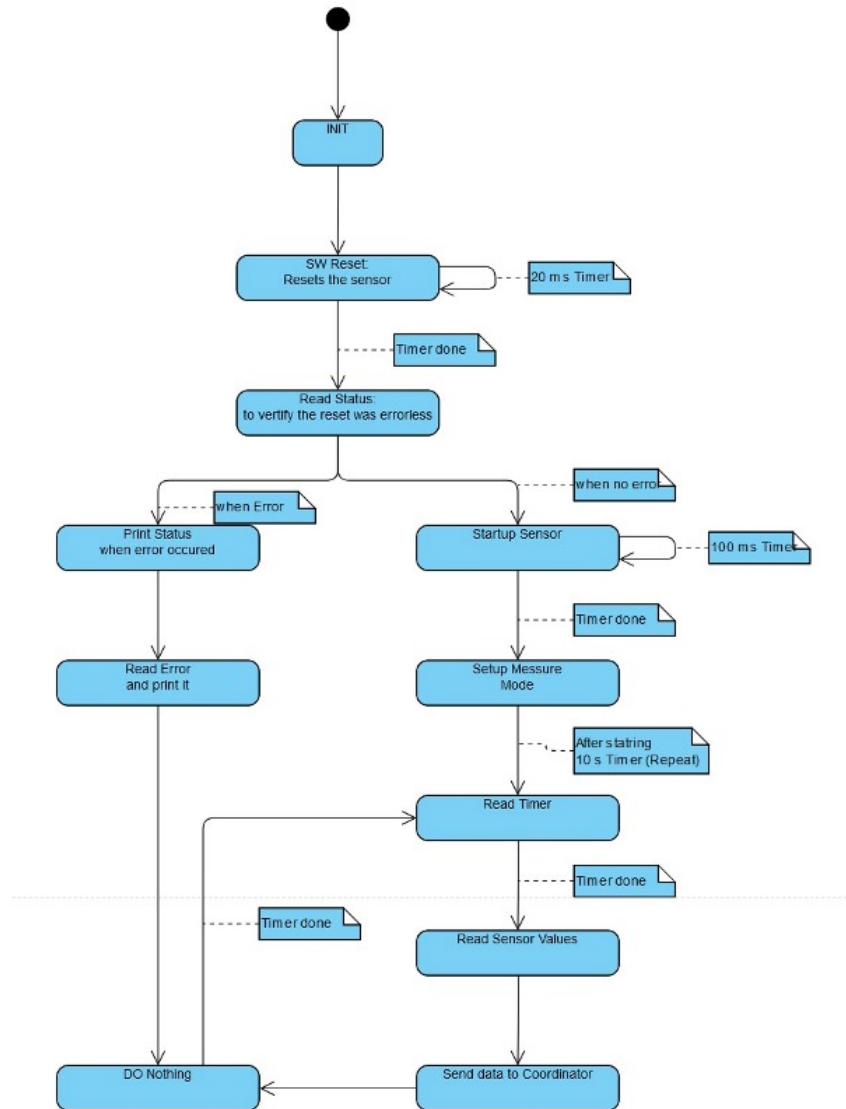 INIT
SW Reset:
Resets the sensor
20 ms Timer
Timer done
Read Status:
to vertify the reset was errorless
when Error
when no error
Print Status
when error occured
Startup Sensor
100 ms Timer
Timer done
Read Error
and print it
Setup Messure
Mode
After statring
10 s Timer (Repeat)
Read Timer
Timer done
Timer done
Read Sensor Values
DO Nothing
Send data to Coordinator